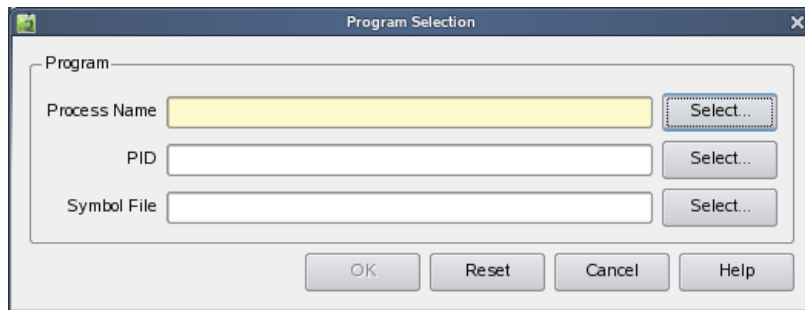 Program Selection
Program
Process Name Select...
PID Select...
Symbol File Select...
OK Reset Cancel Help